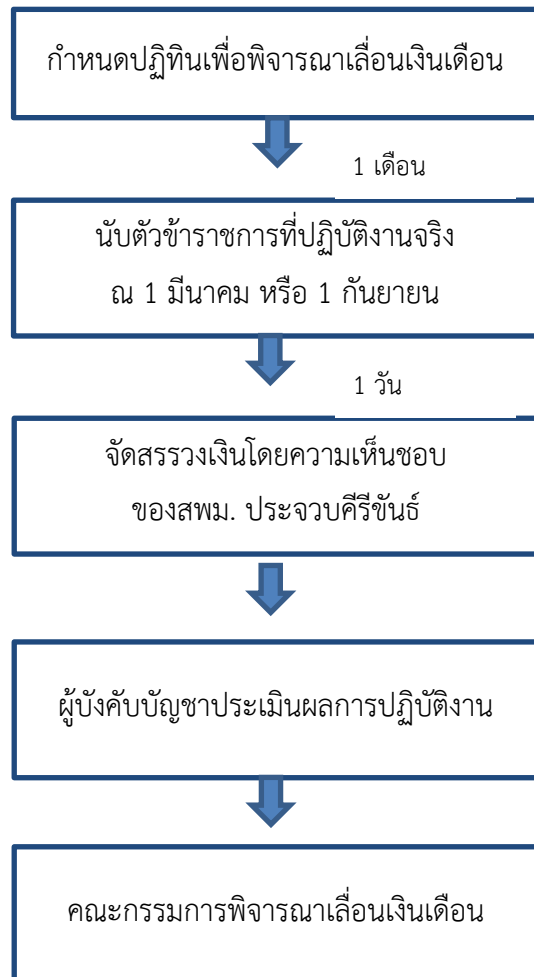 กำหนดปฏิทินเพื่อพิจารณาเลื่อนเงินเดือน
1 เดือน
นับตัวข้าราชการที่ปฏิบัติงานจริง
ณ 1 มีนาคม หรือ 1 กันยายน
1 วัน
จัดสรรวงเงินโดยความเห็นชอบ
ของสพม. ประจวบคีรีขันธ์
ผู้บังคับบัญชาประเมินผลการปฏิบัติงาน
คณะกรรมการพิจารณาเลื่อนเงินเดือน